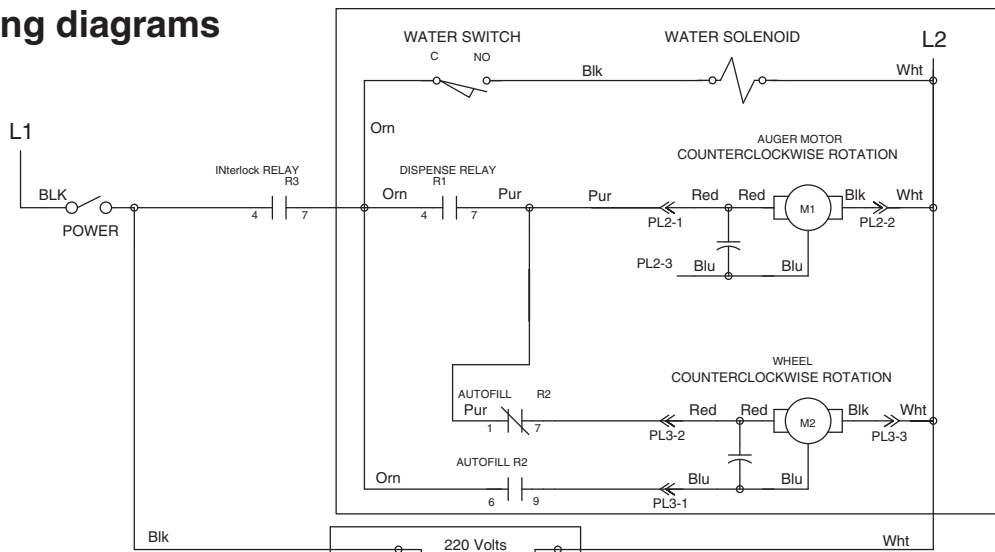 ng diagrams
WATER SWITCH
WATER SOLENOID
L2
C
NO
Blk
Wht
Orn
L1
AUGER MOTOR
COUNTERCLOCKWISE ROTATION
INterlock RELAY
R3
DISPENSE RELAY
R1
BLK
Orn
Pur
Pur
Red
Red
M1
Blk
Wht
4
7
4
7
POWER
PL2-1
PL2-2
PL2-3
Blu
Blu
WHEEL
COUNTERCLOCKWISE ROTATION
AUTOFILL
R2
Pur
1
7
Red
Red
M2
Blk
Wht
PL3-2
PL3-3
AUTOFILL R2
Orn
6
9
Blu
Blu
PL3-1
Blk
220 Volts
Wht